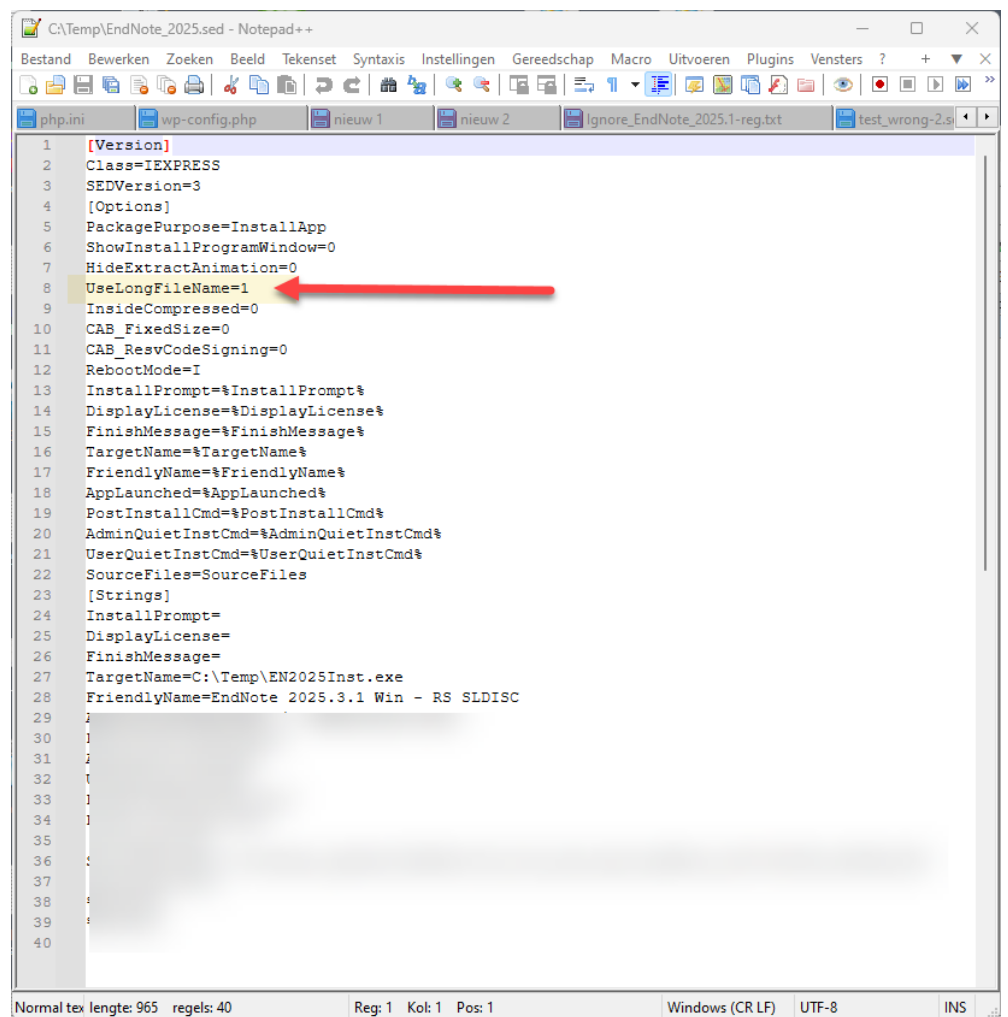 C:\Temp\EndNote_2025.sed - Notepad++
Bestand Bewerken Zoeken Beeld Tekenset Syntaxis Instellingen Gereedschap Macro Uitvoeren Plugins Vensters ? + ▼ ✕
php.ini wp-config.php nieuw 1 nieuw 2 Ignore_EndNote_2025.1-reg.txt test_wrong-2.s
1 [Version]
2 Class=IEXPRESS
3 SEDVersion=3
4 [Options]
5 PackagePurpose=InstallApp
6 ShowInstallProgramWindow=0
7 HideExtractAnimation=0
8 UseLongFileName=1
9 InsideCompressed=0
10 CAB_FixedSize=0
11 CAB_ResvCodeSigning=0
12 RebootMode=I
13 InstallPrompt=%InstallPrompt%
14 DisplayLicense=%DisplayLicense%
15 FinishMessage=%FinishMessage%
16 TargetName=%TargetName%
17 FriendlyName=%FriendlyName%
18 AppLaunched=%AppLaunched%
19 PostInstallCmd=%PostInstallCmd%
20 AdminQuietInstCmd=%AdminQuietInstCmd%
21 UserQuietInstCmd=%UserQuietInstCmd%
22 SourceFiles=SourceFiles
23 [Strings]
24 InstallPrompt=
25 DisplayLicense=
26 FinishMessage=
27 TargetName=C:\Temp\EN2025Inst.exe
28 FriendlyName=EndNote 2025.3.1 Win - RS SLDISC
29
30
31
32
33
34
35
36
37
38
39
40
Normal tex lengte: 965 regels: 40 Reg: 1 Kol: 1 Pos: 1 Windows (CR LF) UTF-8 INS